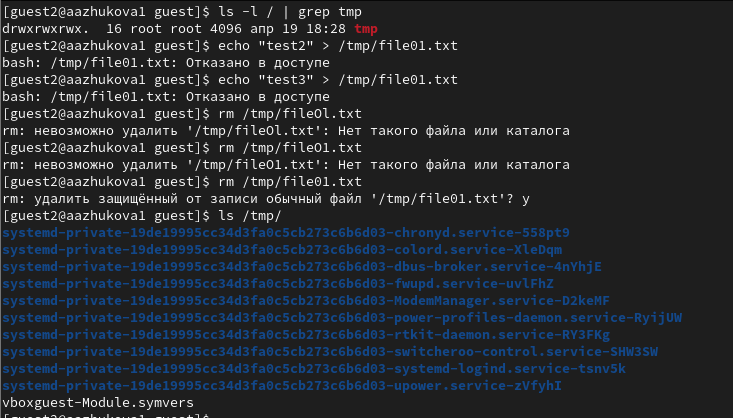 [guest2@aazhukova1 guest]$ ls -l / | grep tmp
drwxrwxrwx.  16 root root 4096 апр 19 18:28 tmp
[guest2@aazhukova1 guest]$ echo "test2" > /tmp/file01.txt
bash: /tmp/file01.txt: Отказано в доступе
[guest2@aazhukova1 guest]$ echo "test3" > /tmp/file01.txt
bash: /tmp/file01.txt: Отказано в доступе
[guest2@aazhukova1 guest]$ rm /tmp/fileOl.txt
rm: невозможно удалить '/tmp/fileOl.txt': Нет такого файла или каталога
[guest2@aazhukova1 guest]$ rm /tmp/fileO1.txt
rm: невозможно удалить '/tmp/fileO1.txt': Нет такого файла или каталога
[guest2@aazhukova1 guest]$ rm /tmp/file01.txt
rm: удалить защищённый от записи обычный файл '/tmp/file01.txt'? y
[guest2@aazhukova1 guest]$ ls /tmp/
systemd-private-19de19995cc34d3fa0c5cb273c6b6d03-chronyd.service-558pt9
systemd-private-19de19995cc34d3fa0c5cb273c6b6d03-colord.service-XleDqm
systemd-private-19de19995cc34d3fa0c5cb273c6b6d03-dbus-broker.service-4nYhjE
systemd-private-19de19995cc34d3fa0c5cb273c6b6d03-fwupd.service-uvlFhZ
systemd-private-19de19995cc34d3fa0c5cb273c6b6d03-ModemManager.service-D2keMF
systemd-private-19de19995cc34d3fa0c5cb273c6b6d03-power-profiles-daemon.service-RyijUW
systemd-private-19de19995cc34d3fa0c5cb273c6b6d03-rtkit-daemon.service-RY3FKg
systemd-private-19de19995cc34d3fa0c5cb273c6b6d03-switcheroo-control.service-SHW3SW
systemd-private-19de19995cc34d3fa0c5cb273c6b6d03-systemd-logind.service-tsnv5k
systemd-private-19de19995cc34d3fa0c5cb273c6b6d03-upower.service-zVfyhI
vboxguest-Module.symvers
[guest2@aazhukova1 guest]$